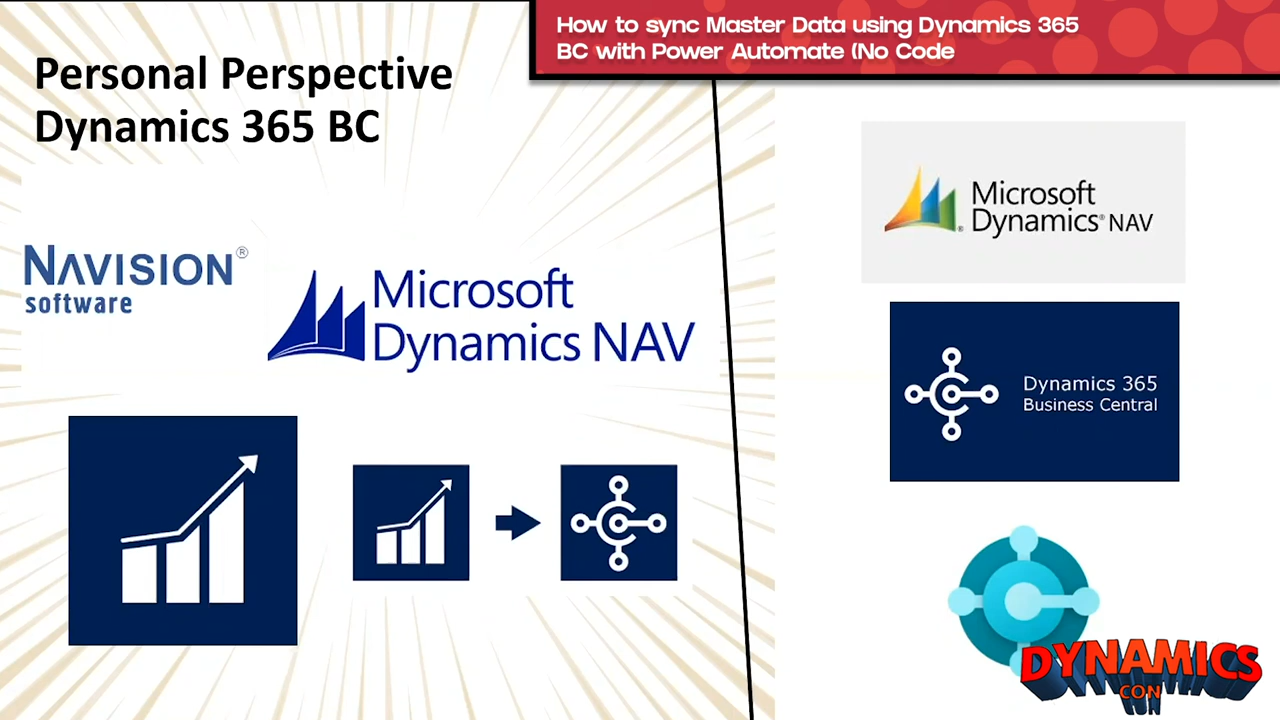 How to sync Master Data using Dynamics 365
BC with Power Automate (No Code
Personal Perspective
Dynamics 365 BC
NAVISION®
software
Microsoft
Dynamics NAV
Microsoft
Dynamics® NAV
®
Dynamics 365
Business Central
DYNAMICS
CON